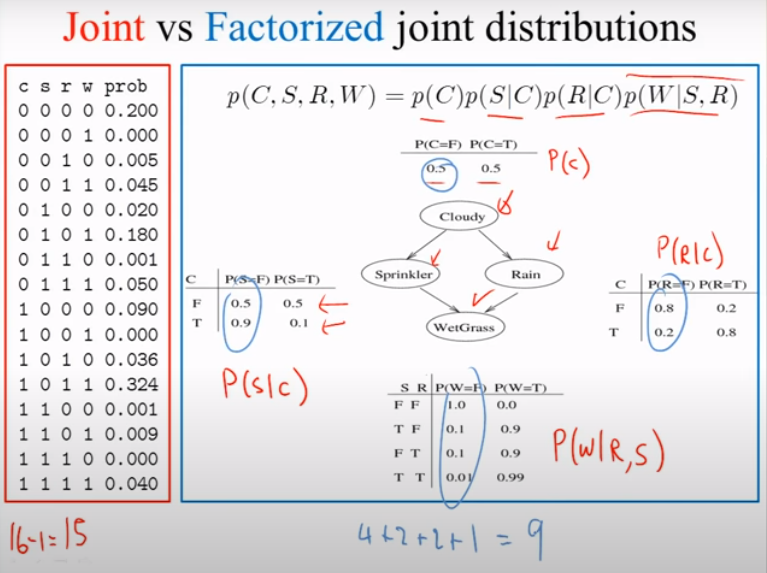 Joint vs Factorized joint distributions
c s r w prob
0 0 0 0 0.200
0 0 0 1 0.000
0 0 1 0 0.005
0 0 1 1 0.045
0 1 0 0 0.020
0 1 0 1 0.180
0 1 1 0 0.001
0 1 1 1 0.050
1 0 0 0 0.090
1 0 0 1 0.000
1 0 1 0 0.036
1 0 1 1 0.324
1 1 0 0 0.001
1 1 0 1 0.009
1 1 1 0 0.000
1 1 1 1 0.040
16-1=15
p(C, S, R, W) = p(C)p(S|C)p(R|C)p(W|S, R)
P(C=F) P(C=T)
0.5 0.5
P(C)
Cloudy
Sprinkler
Rain
WetGrass
C P(S=F) P(S=T)
F 0.5 0.5
T 0.9 0.1
P(S|C)
P(R|C)
C P(R=F) P(R=T)
F 0.8 0.2
T 0.2 0.8
S R P(W=F) P(W=T)
F F 1.0 0.0
T F 0.1 0.9
F T 0.1 0.9
T T 0.01 0.99
P(W|R,S)
4+2+2+1 = 9